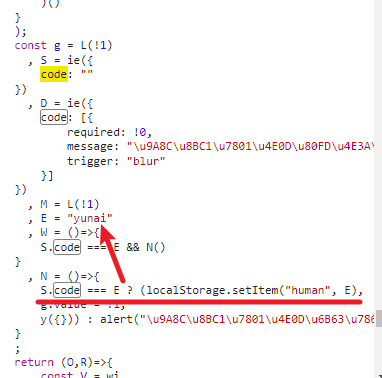 })()
}
);
const g = L(!1)
, S = ie({
code: ""
})
, D = ie({
code: [{
required: !0,
message: "\u9A8C\u8BC1\u7801\u4E0D\u80FD\u4E3A\
trigger: "blur"
}]
})
, M = L(!1)
, E = "yunai"
, W = ()=>{
S.code === E && N()
}
, N = ()=>{
S.code === E ? (localStorage.setItem("human", E),
g.value = !1,
y({})) : alert("\u9A8C\u8BC1\u7801\u4E0D\u6B63\u786
}
;
return (O,R)=>{
const V = wi